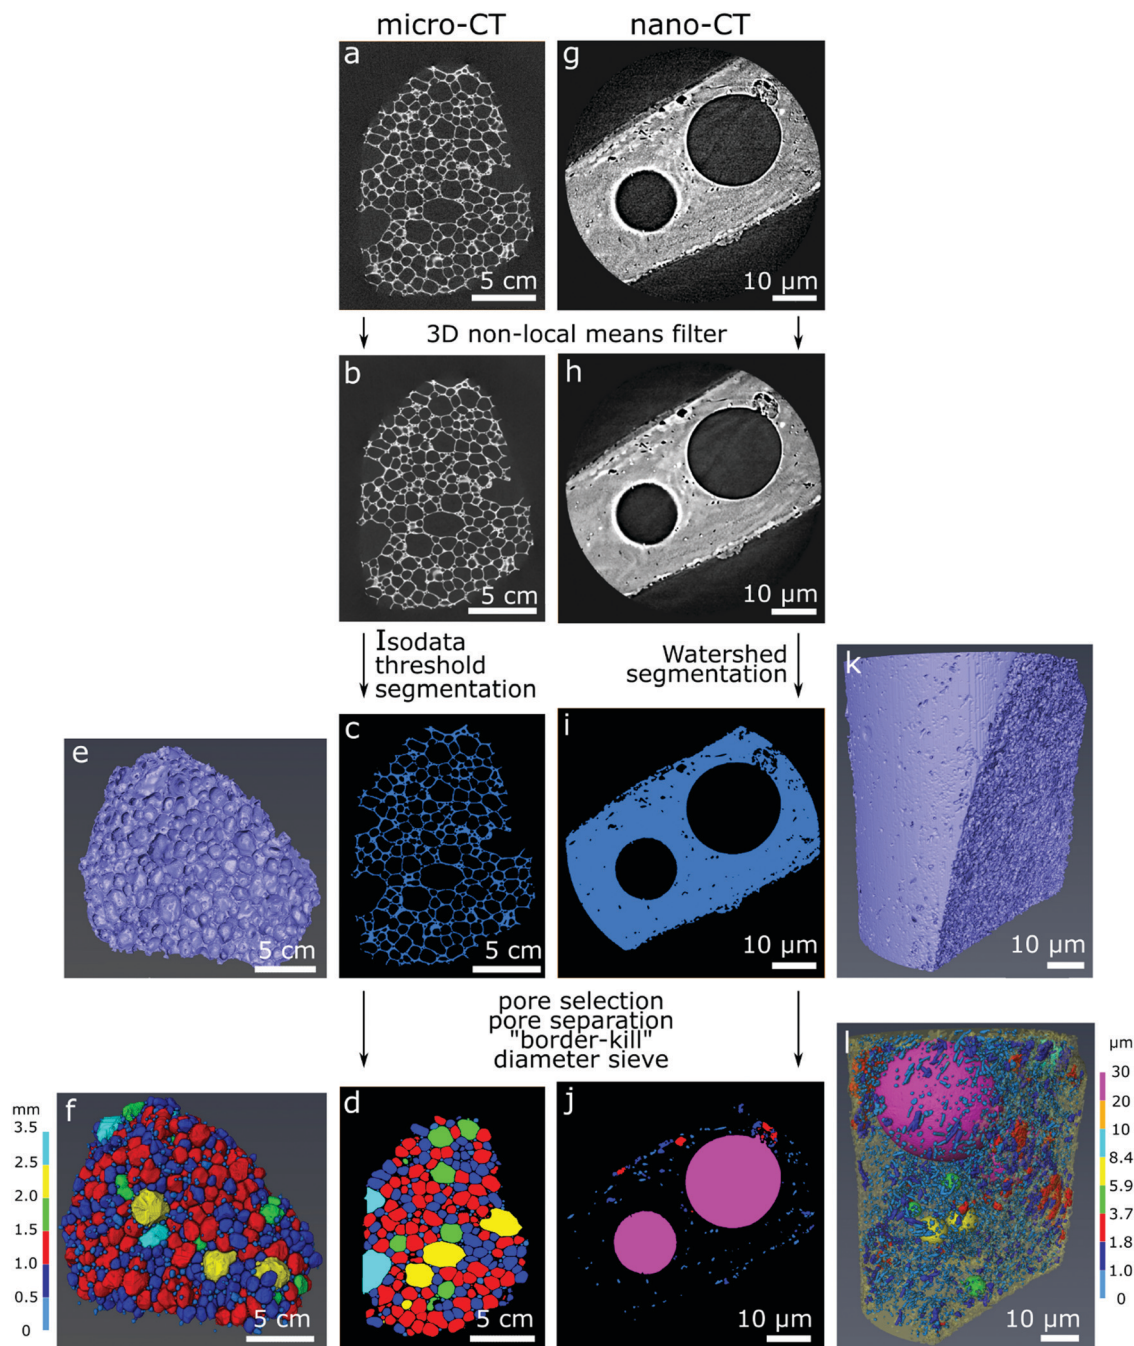 micro-CT
nano-CT
a
5 cm
g
10 μm
3D non-local means filter
b
5 cm
h
10 μm
Isodata
threshold
segmentation
Watershed
segmentation
e
5 cm
c
5 cm
i
10 μm
k
10 μm
pore selection
pore separation
"border-kill"
diameter sieve
mm
3.5
2.5
2.0
1.5
1.0
0.5
0
f
5 cm
d
5 cm
j
10 μm
l
10 μm
μm
30
20
10
8.4
5.9
3.7
1.8
1.0
0